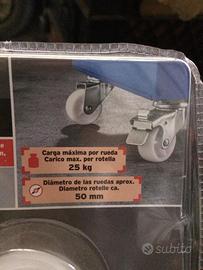 Carga máxima por rueda
Carico max. per rotella
25 kg
Diámetro de las ruedas aprox.
Diametro rotelle ca.
50 mm
subito